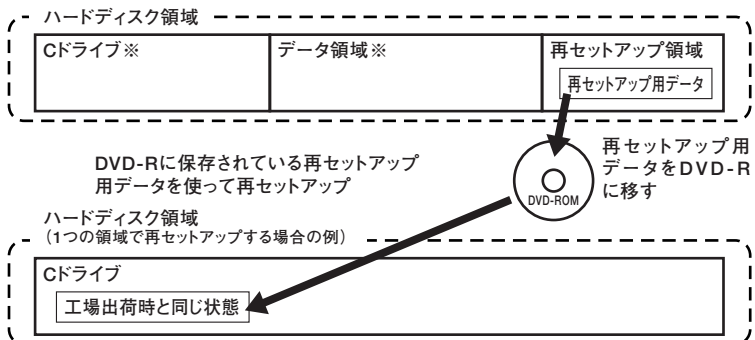 ハードディスク領域
Cドライブ※
データ領域※
再セットアップ領域
再セットアップ用データ
DVD-Rに保存されている再セットアップ
用データを使って再セットアップ
DVD-ROM
再セットアップ用
データをDVD-R
に移す
ハードディスク領域
(1つの領域で再セットアップする場合の例)
Cドライブ
工場出荷時と同じ状態